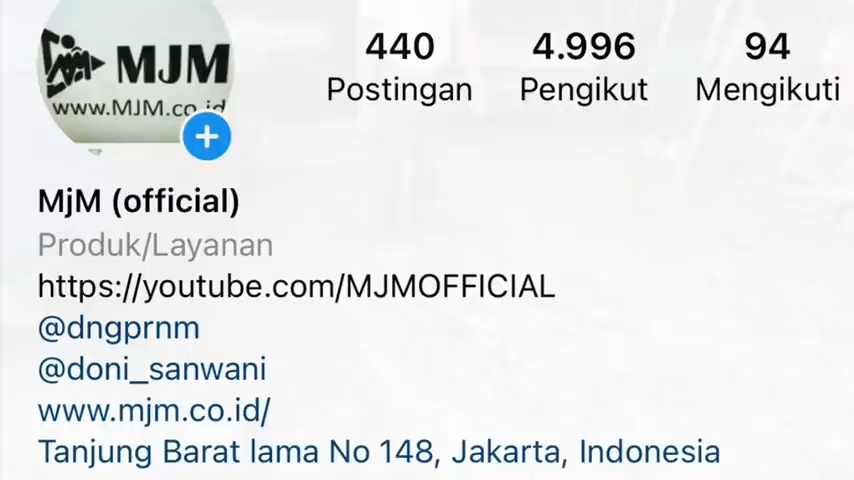 MJM
www.MJM.co.id
440 4.996 94
Postingan Pengikut Mengikuti
MjM (official)
Produk/Layanan
https://youtube.com/MJMOFFICIAL
@dngprnm
@doni_sanwani
www.mjm.co.id/
Tanjung Barat lama No 148, Jakarta, Indonesia